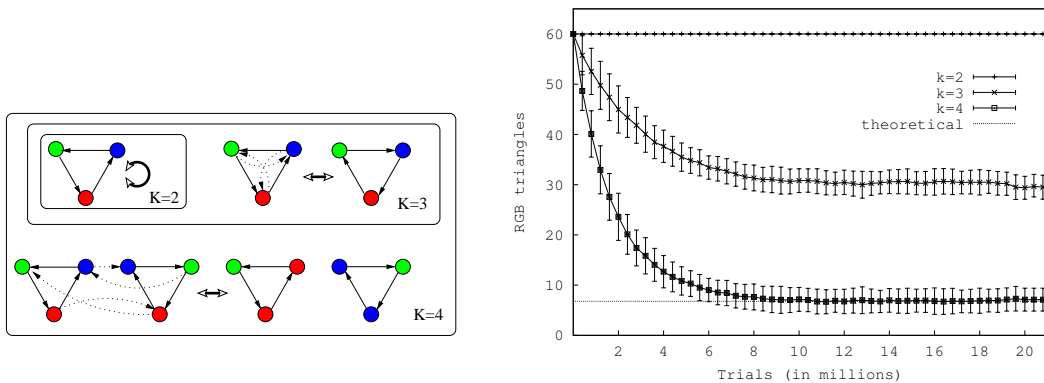 K=2
K=3
K=4
RGB triangles
60
50
40
30
20
10
0
k=2
k=3
k=4
theoretical
2 4 6 8 10 12 14 16 18 20
Trials (in millions)